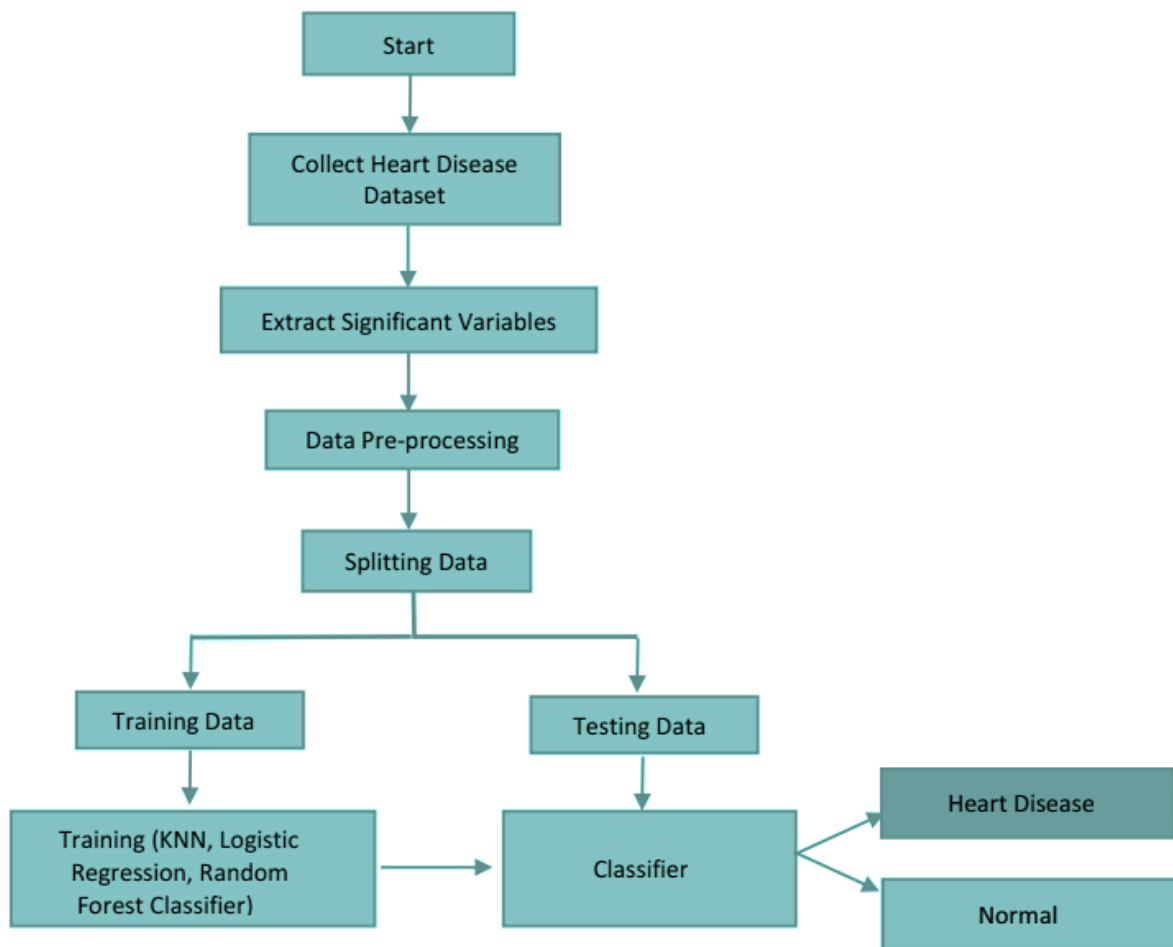 Start
Collect Heart Disease
Dataset
Extract Significant Variables
Data Pre-processing
Splitting Data
Training Data
Testing Data
Training (KNN, Logistic
Regression, Random
Forest Classifier)
Classifier
Heart Disease
Normal